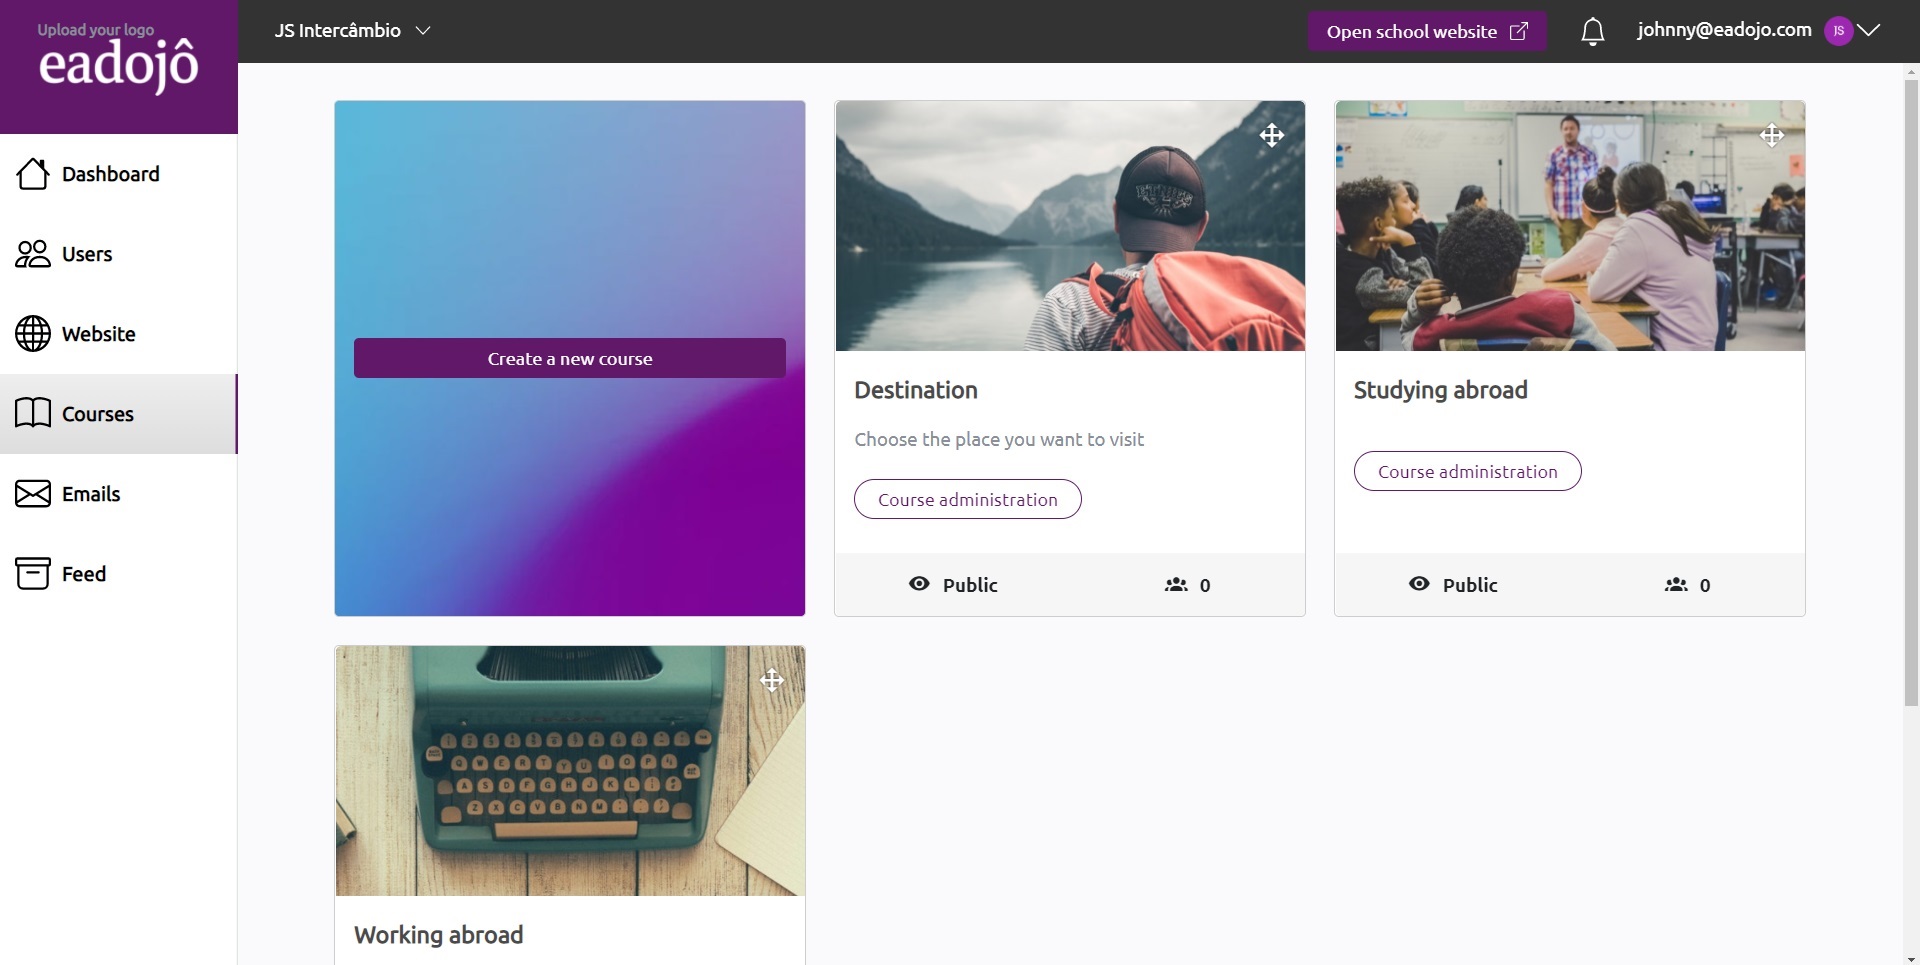 Upload your logo
eadojô
JS Intercâmbio
Open school website
johnny@eadojo.com
JS
Dashboard
Users
Website
Courses
Emails
Feed
Create a new course
Destination
Choose the place you want to visit
Course administration
Public
0
Studying abroad
Course administration
Public
0
Q W E R T Y U I O P
A S D F G H J K L
Z X C V B N M
Working abroad